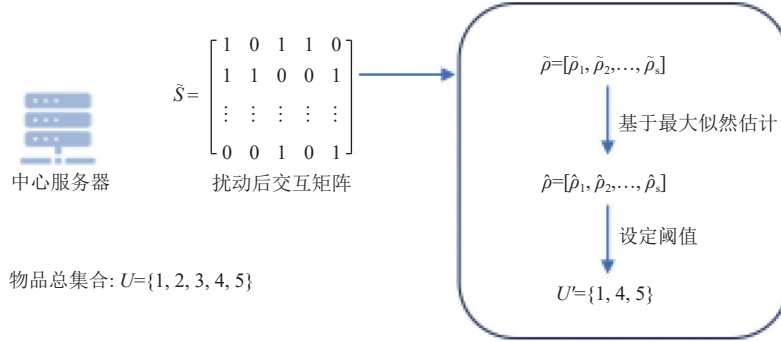 中心服务器
S̃=
1 0 1 1 0
1 1 0 0 1
⋮ ⋮ ⋮ ⋮ ⋮
0 0 1 0 1
扰动后交互矩阵
物品总集合: U={1, 2, 3, 4, 5}
ρ̃=[ρ̃₁, ρ̃₂,…, ρ̃ₛ]
基于最大似然估计
ρ̂=[ρ̂₁, ρ̂₂,…, ρ̂ₛ]
设定阈值
U′={1, 4, 5}